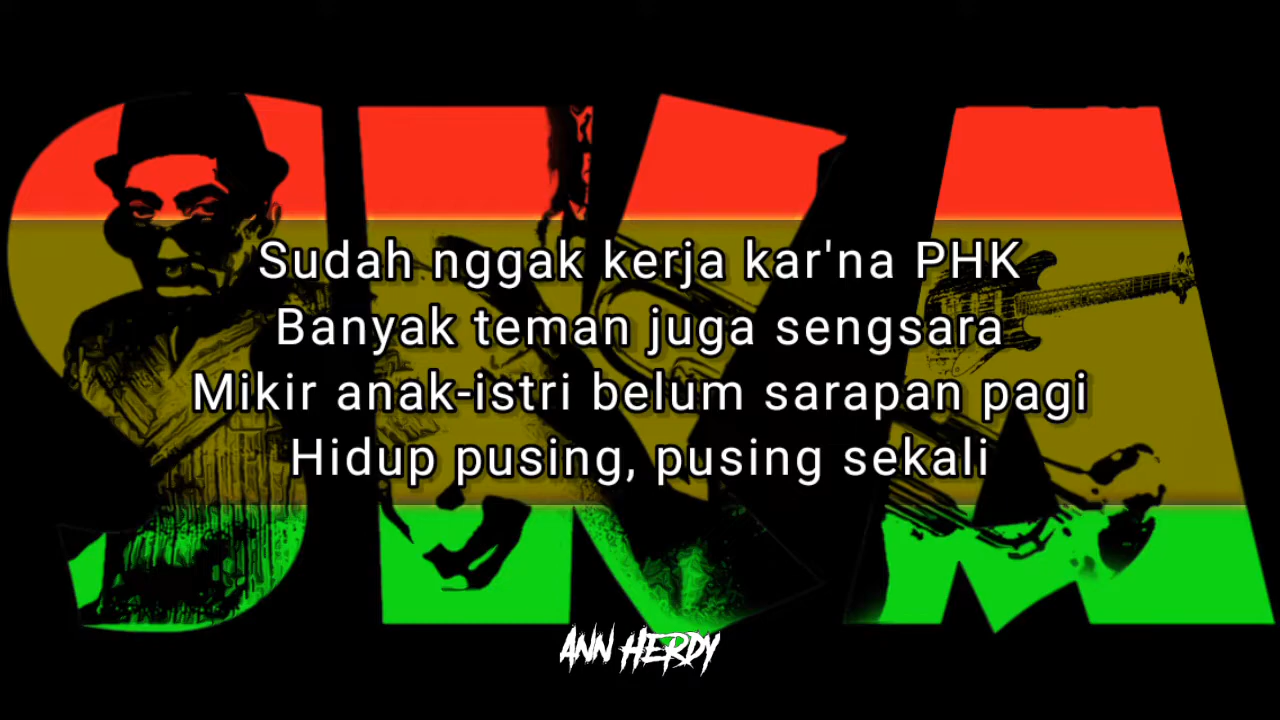 SKA
Sudah nggak kerja kar'na PHK
Banyak teman juga sengsara
Mikir anak-istri belum sarapan pagi
Hidup pusing, pusing sekali
ANN HERDY